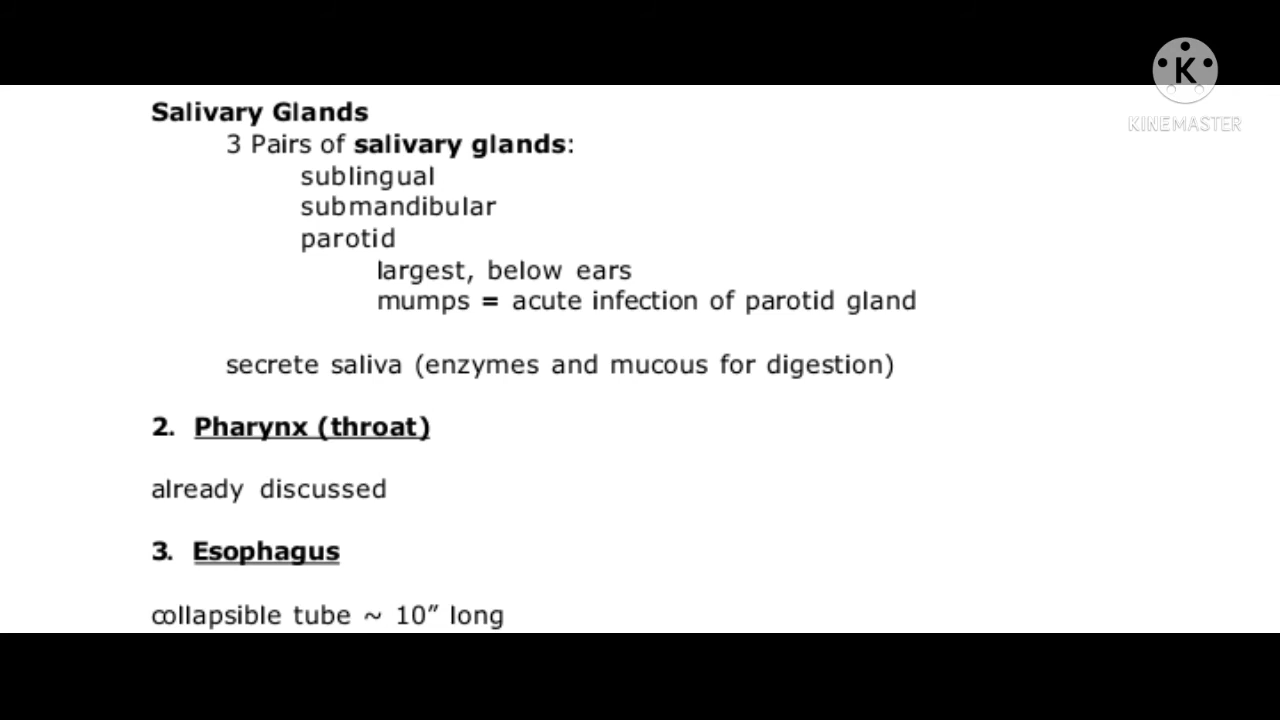 K
KINEMASTER
Salivary Glands
3 Pairs of salivary glands:
sublingual
submandibular
parotid
largest, below ears
mumps = acute infection of parotid gland
secrete saliva (enzymes and mucous for digestion)
2. Pharynx (throat)
already discussed
3. Esophagus
collapsible tube ~ 10” long